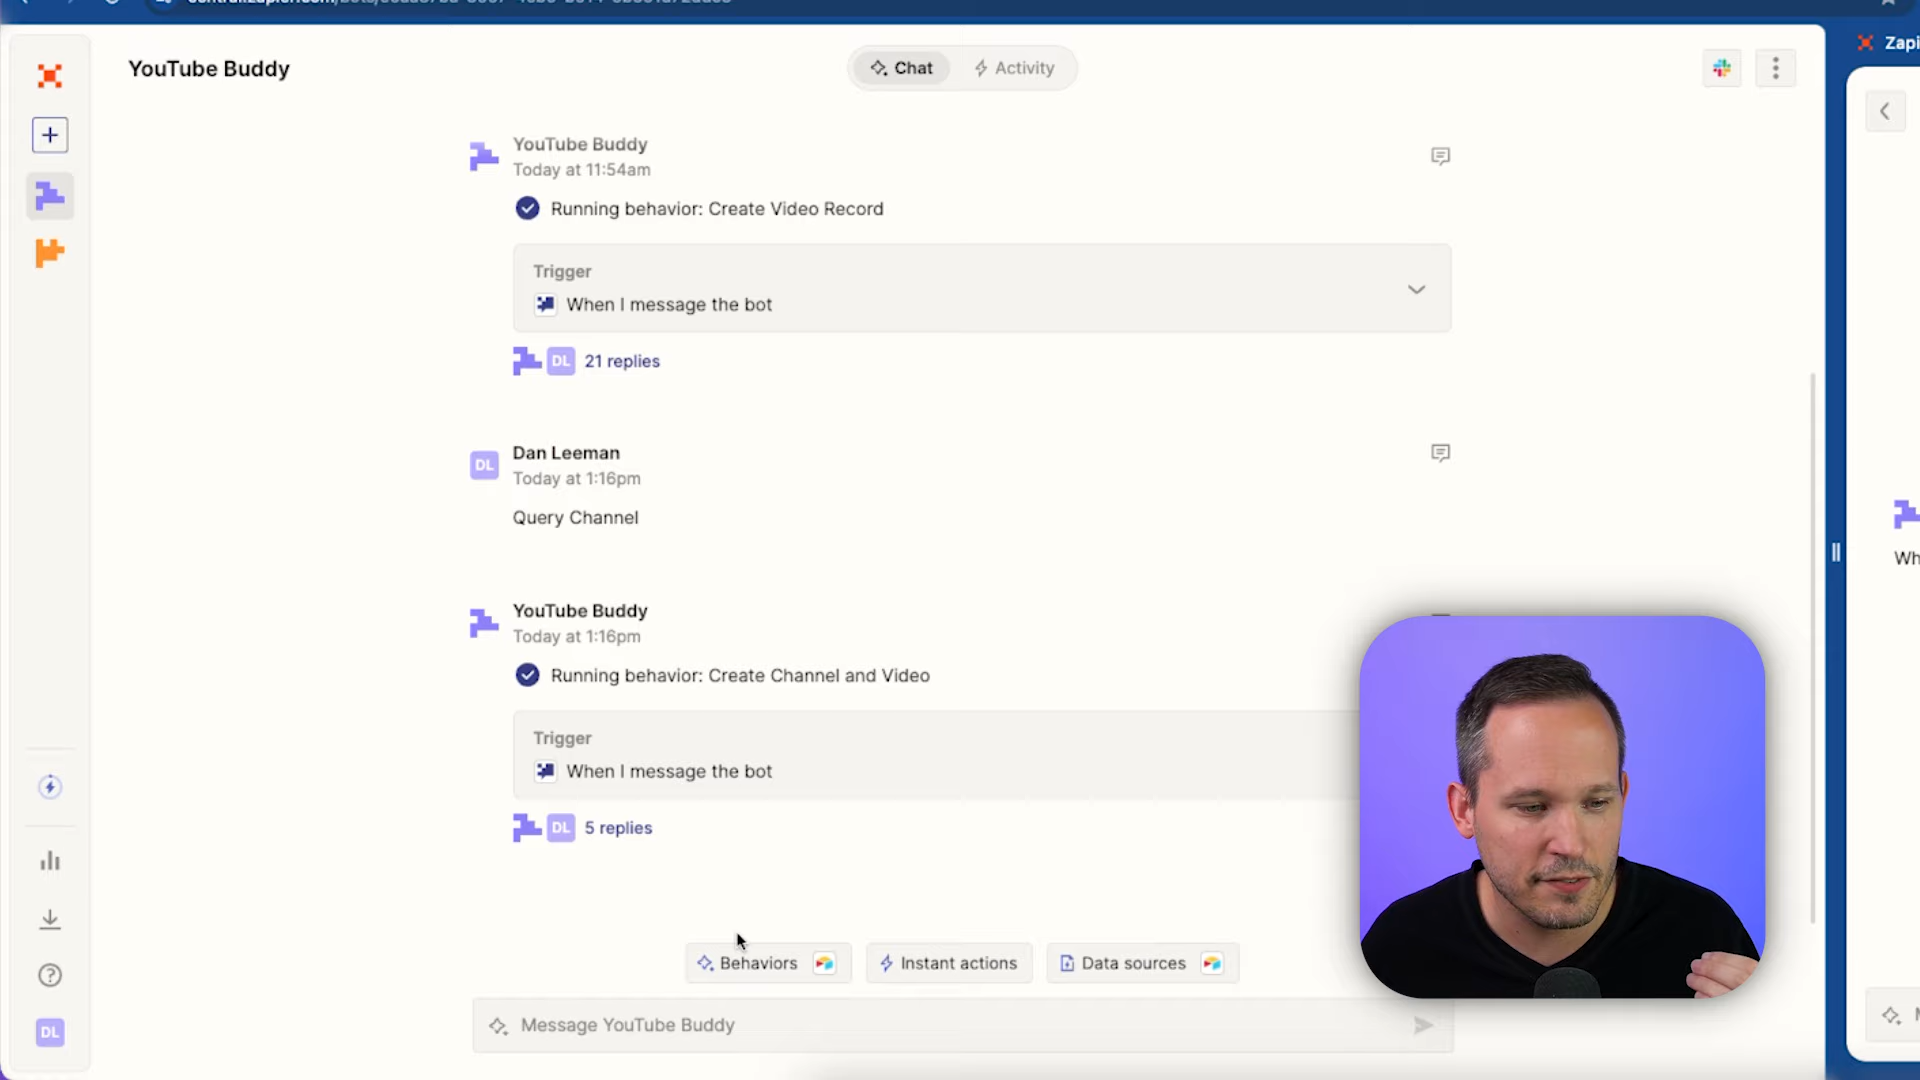 YouTube Buddy
Chat
Activity
Zapi
YouTube Buddy
Today at 11:54am
Running behavior: Create Video Record
Trigger
When I message the bot
DL
21 replies
DL
Dan Leeman
Today at 1:16pm
Query Channel
Wh
YouTube Buddy
Today at 1:16pm
Running behavior: Create Channel and Video
Trigger
When I message the bot
DL
5 replies
Behaviors
Instant actions
Data sources
Message YouTube Buddy
DL